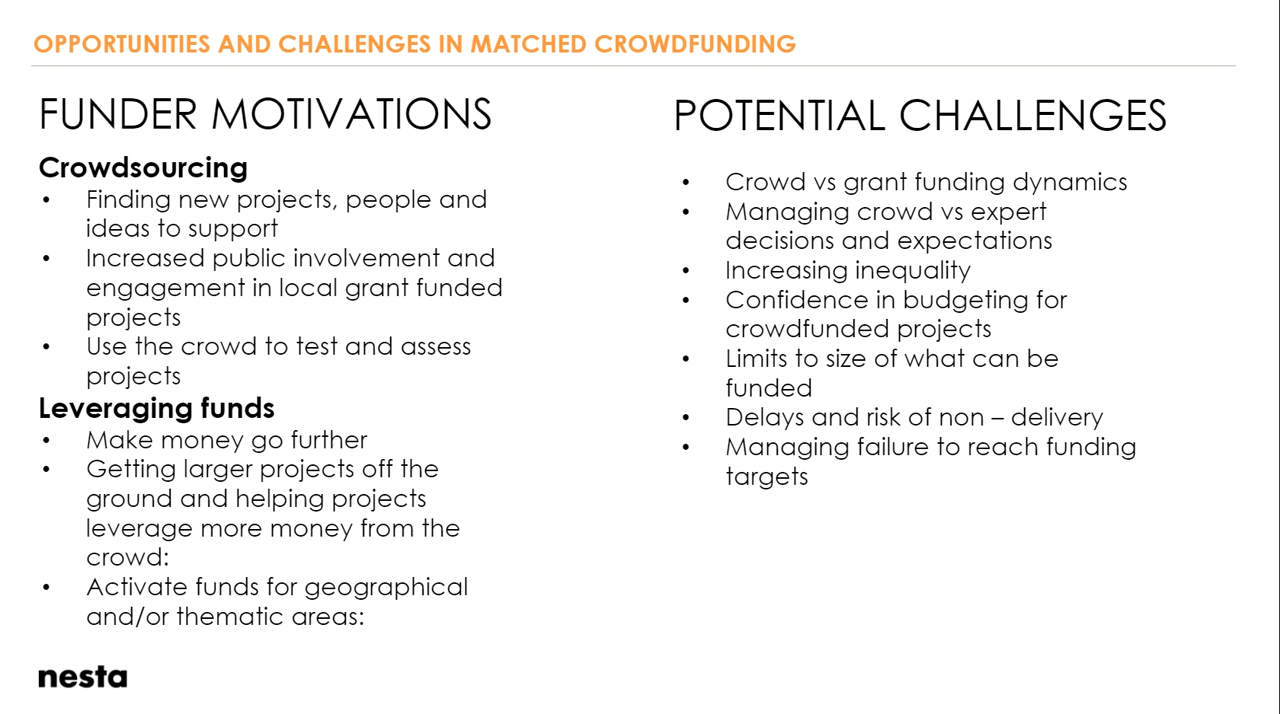 OPPORTUNITIES AND CHALLENGES IN MATCHED CROWDFUNDING
FUNDER MOTIVATIONS
Crowdsourcing
• Finding new projects, people and
ideas to support
• Increased public involvement and
engagement in local grant funded
projects
• Use the crowd to test and assess
projects
Leveraging funds
• Make money go further
• Getting larger projects off the
ground and helping projects
leverage more money from the
crowd:
• Activate funds for geographical
and/or thematic areas:
POTENTIAL CHALLENGES
• Crowd vs grant funding dynamics
• Managing crowd vs expert
decisions and expectations
• Increasing inequality
• Confidence in budgeting for
crowdfunded projects
• Limits to size of what can be
funded
• Delays and risk of non – delivery
• Managing failure to reach funding
targets
nesta